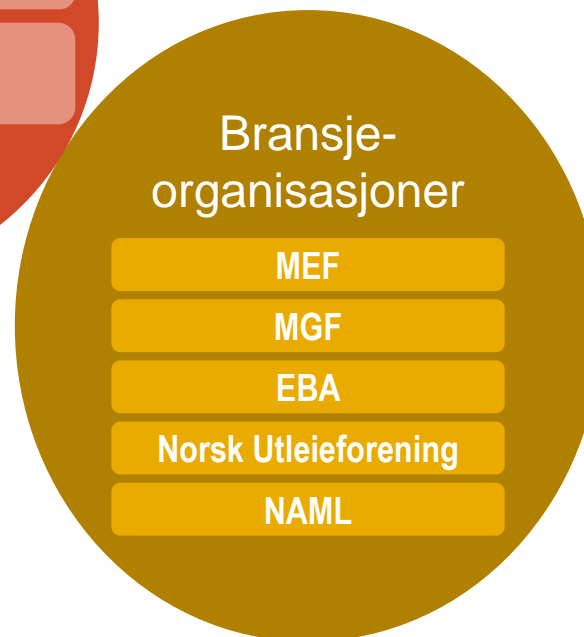 Bransje-
organisasjoner
MEF
MGF
EBA
Norsk Utleieforening
NAML